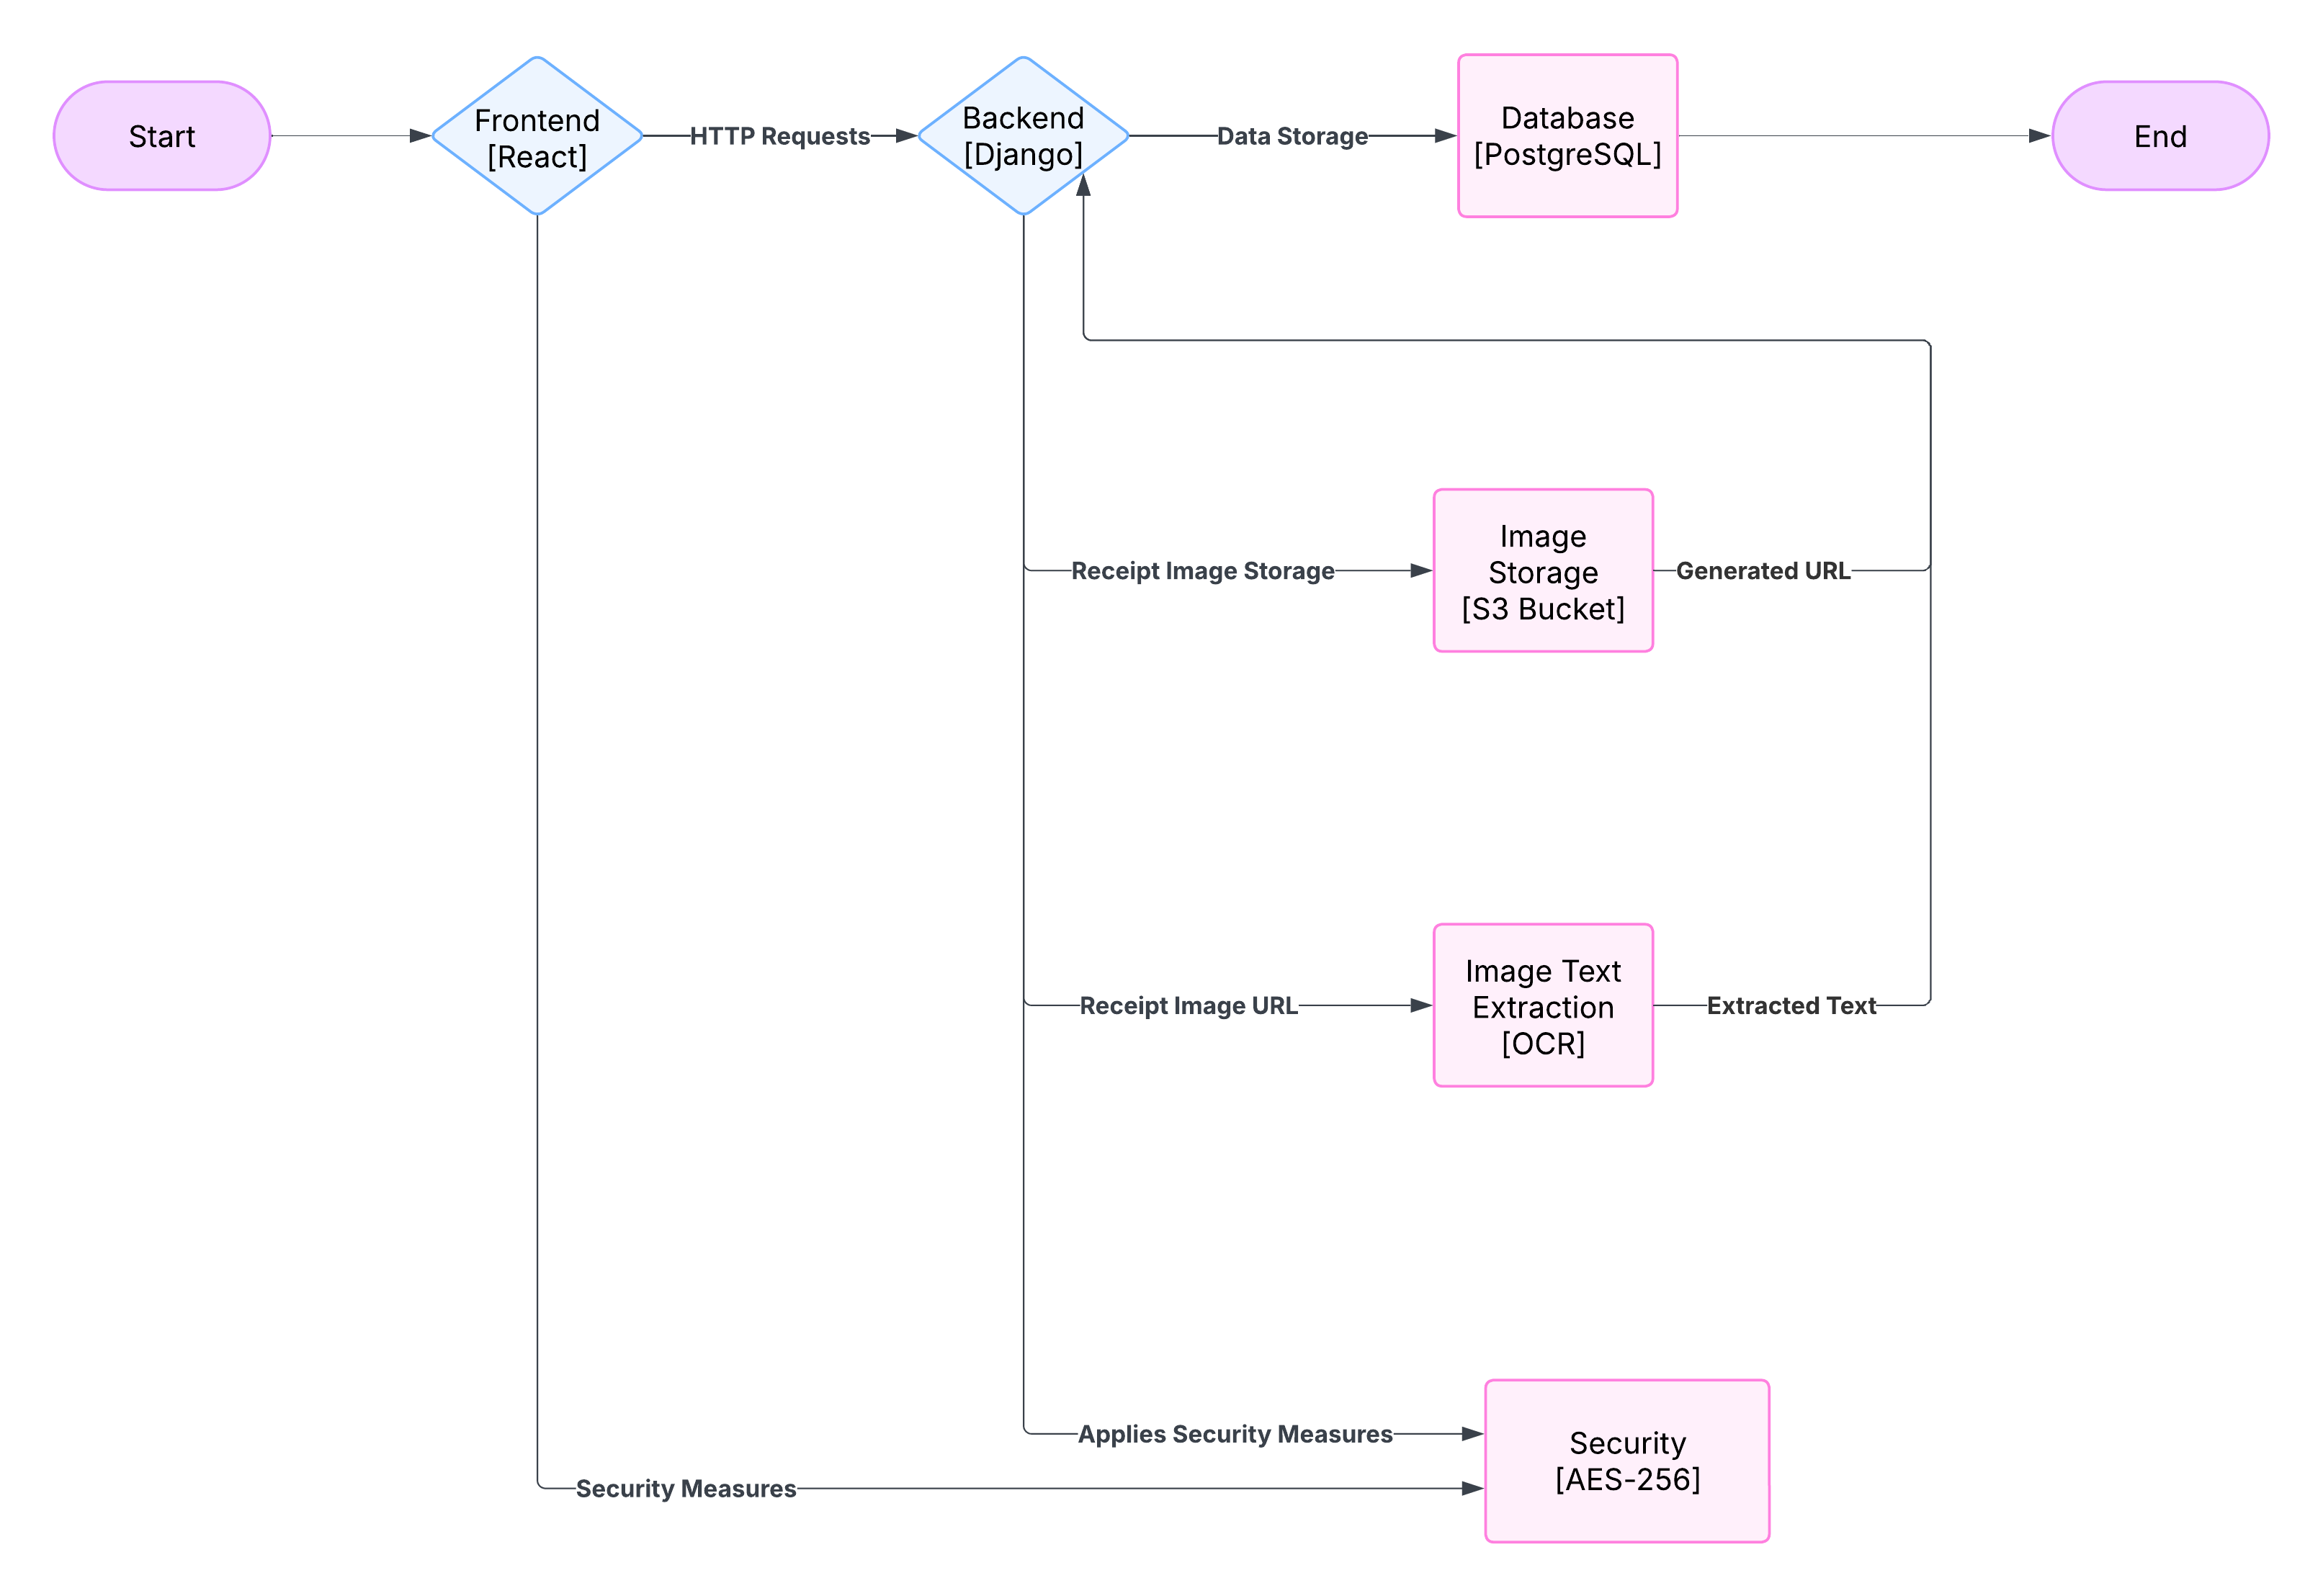 Start
Frontend
[React]
HTTP Requests
Backend
[Django]
Data Storage
Database
[PostgreSQL]
End
Receipt Image Storage
Image
Storage
[S3 Bucket]
Generated URL
Receipt Image URL
Image Text
Extraction
[OCR]
Extracted Text
Applies Security Measures
Security
[AES-256]
Security Measures